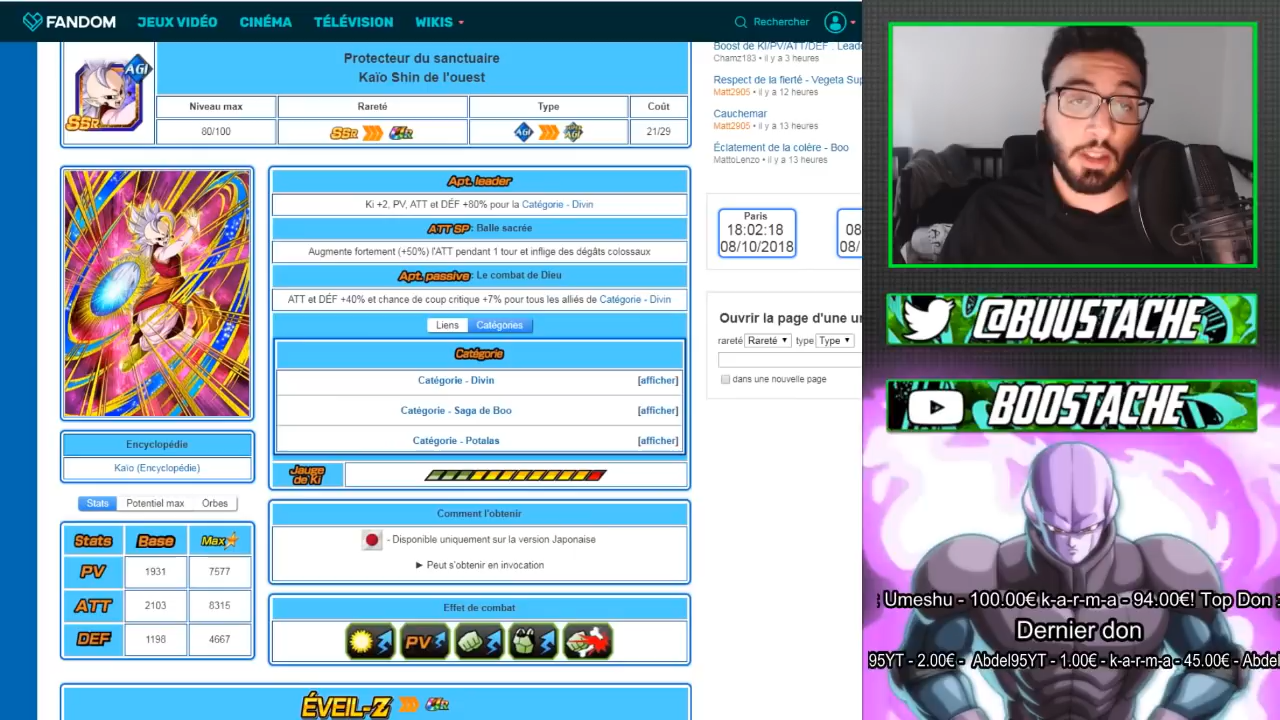 FANDOM JEUX VIDÉO CINÉMA TÉLÉVISION WIKIS Rechercher
AGI
SSR
Protecteur du sanctuaire
Kaïo Shin de l'ouest
Niveau max Rareté Type Coût
80/100 SSR AGI 21/29
Apt. leader
Ki +2, PV, ATT et DÉF +80% pour la Catégorie - Divin
ATT SP: Balle sacrée
Augmente fortement (+50%) l'ATT pendant 1 tour et inflige des dégâts colossaux
Apt. passive: Le combat de Dieu
ATT et DÉF +40% et chance de coup critique +7% pour tous les alliés de Catégorie - Divin
Liens Catégories
Catégorie
Catégorie - Divin [afficher]
Catégorie - Saga de Boo [afficher]
Catégorie - Potalas [afficher]
Jauge de Ki
Encyclopédie
Kaïo (Encyclopédie)
Stats Potentiel max Orbes
Stats Base Max
PV 1931 7577
ATT 2103 8315
DEF 1198 4667
Comment l'obtenir
- Disponible uniquement sur la version Japonaise
► Peut s'obtenir en invocation
Effet de combat
PV
ÉVEIL-Z
Boost de KI/PV/ATT/DEF . Leade
Chamz183 • il y a 3 heures
Respect de la fierté - Vegeta Sup
Matt2905 • il y a 12 heures
Cauchemar
Matt2905 • il y a 13 heures
Éclatement de la colère - Boo
MattoLenzo • il y a 13 heures
Paris
18:02:18 08
08/10/2018 08/
Ouvrir la page d'une un
rareté Rareté ▼ type Type ▼
dans une nouvelle page
@BUUSTACHE
BOOSTACHE
: Umeshu - 100.00€ k-a-r-m-a - 94.00€! Top Don :
Dernier don
95YT - 2.00€ - Abdel95YT - 1.00€ - k-a-r-m-a - 45.00€ - Abdel